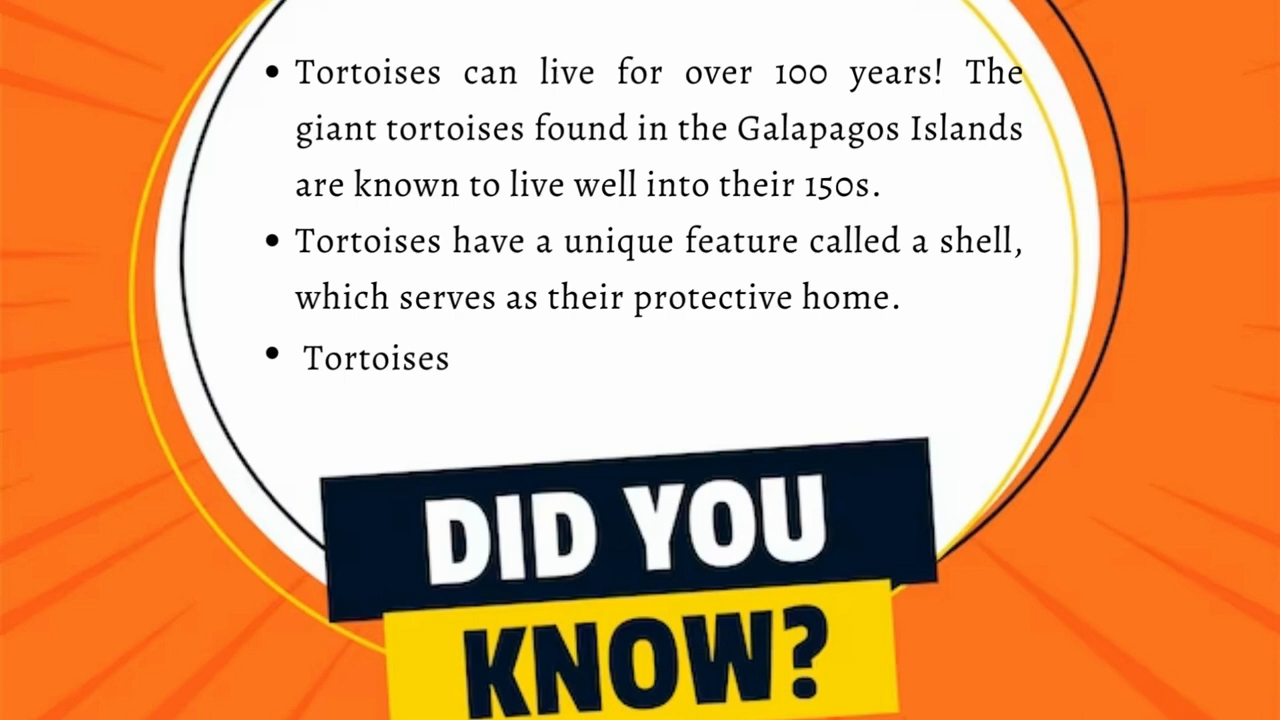 • Tortoises can live for over 100 years! The
giant tortoises found in the Galapagos Islands
are known to live well into their 150s.
• Tortoises have a unique feature called a shell,
which serves as their protective home.
• Tortoises
DID YOU
KNOW?